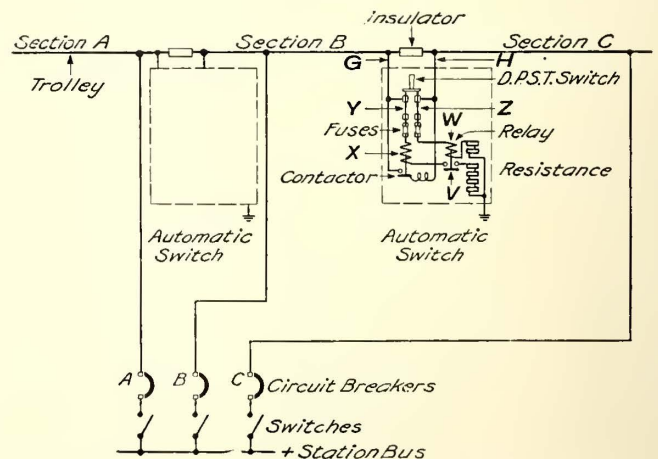 insulator
Section A
Section B
Section C
G
H
Trolley
D.P.S.T. Switch
Y
Z
Fuses
W
Relay
X
Resistance
Contactor
V
Automatic
Switch
Automatic
Switch
A
B
C
Circuit Breakers
Switches
+ Station Bus